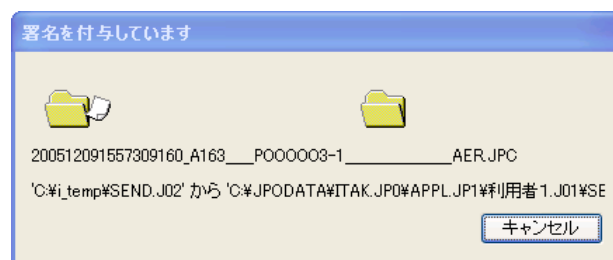 署名を付与しています
200512091557309160_A163___POOOOO3-1____________AER.JPC
'C:¥i_temp¥SEND.J02' から 'C:¥JPODATA¥ITAK.JP0¥APPL.JP1¥利用者1.J01¥SE
キャンセル